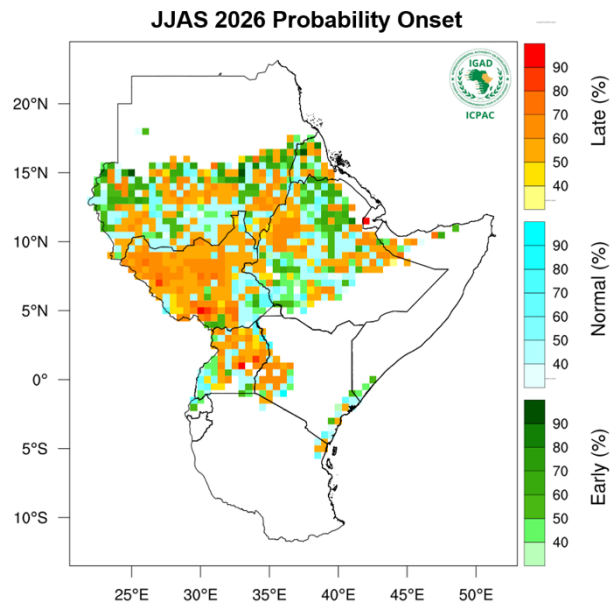 JJAS 2026 Probability Onset
IGAD
ICPAC
20°N
15°N
10°N
5°N
0°
5°S
10°S
25°E
30°E
35°E
40°E
45°E
50°E
90
80
70
60
50
40
Late (%)
90
80
70
60
50
40
Normal (%)
90
80
70
60
50
40
Early (%)